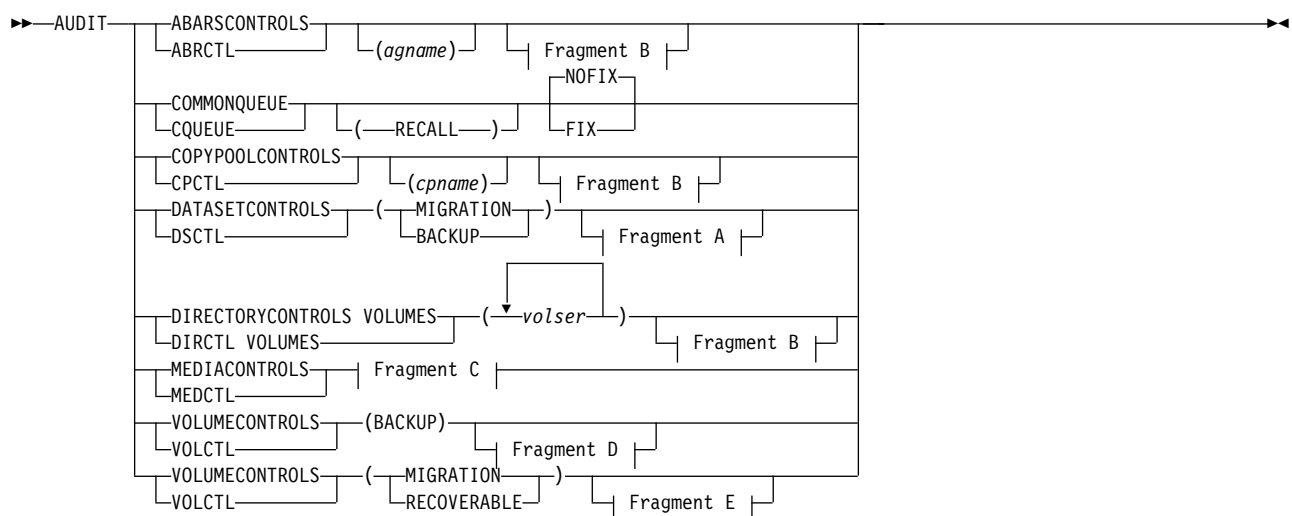 AUDIT ABARSCONTROLS
ABRCTL (agname) Fragment B
NOFIX
COMMONQUEUE
CQUEUE ( RECALL ) FIX
COPYPOOLCONTROLS
CPCTL (cpname) Fragment B
DATASETCONTROLS ( MIGRATION )
DSCTL BACKUP Fragment A
DIRECTORYCONTROLS VOLUMES ( volser )
DIRCTL VOLUMES Fragment B
MEDIACONTROLS Fragment C
MEDCTL
VOLUMECONTROLS (BACKUP)
VOLCTL Fragment D
VOLUMECONTROLS ( MIGRATION )
VOLCTL RECOVERABLE Fragment E